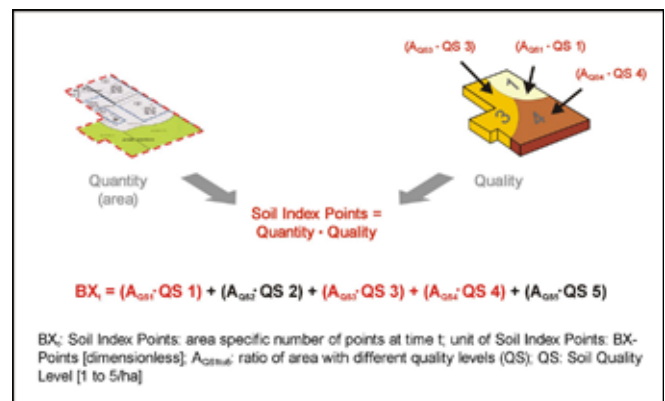 (A_QS3 · QS 3)
(A_QS1 · QS 1)
(A_QS4 · QS 4)
1
3
4
Quantity
(area)
Quality
Soil Index Points =
Quantity · Quality
BX_t = (A_QS1· QS 1) + (A_QS2· QS 2) + (A_QS3· QS 3) + (A_QS4· QS 4) + (A_QS5· QS 5)
BX_t: Soil Index Points: area specific number of points at time t; unit of Soil Index Points: BX-
Points [dimensionless]; : ratio of area with different quality levels (QS); QS: Soil Quality
Level [1 to 5/ha]